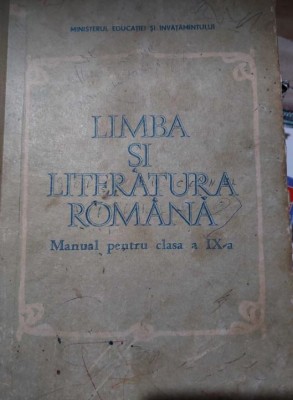 MINISTERUL EDUCAȚIEI ȘI ÎNVĂȚĂMÎNTULUI
LIMBA
ȘI
LITERATURA
ROMÂNĂ
Manual pentru clasa a IX-a